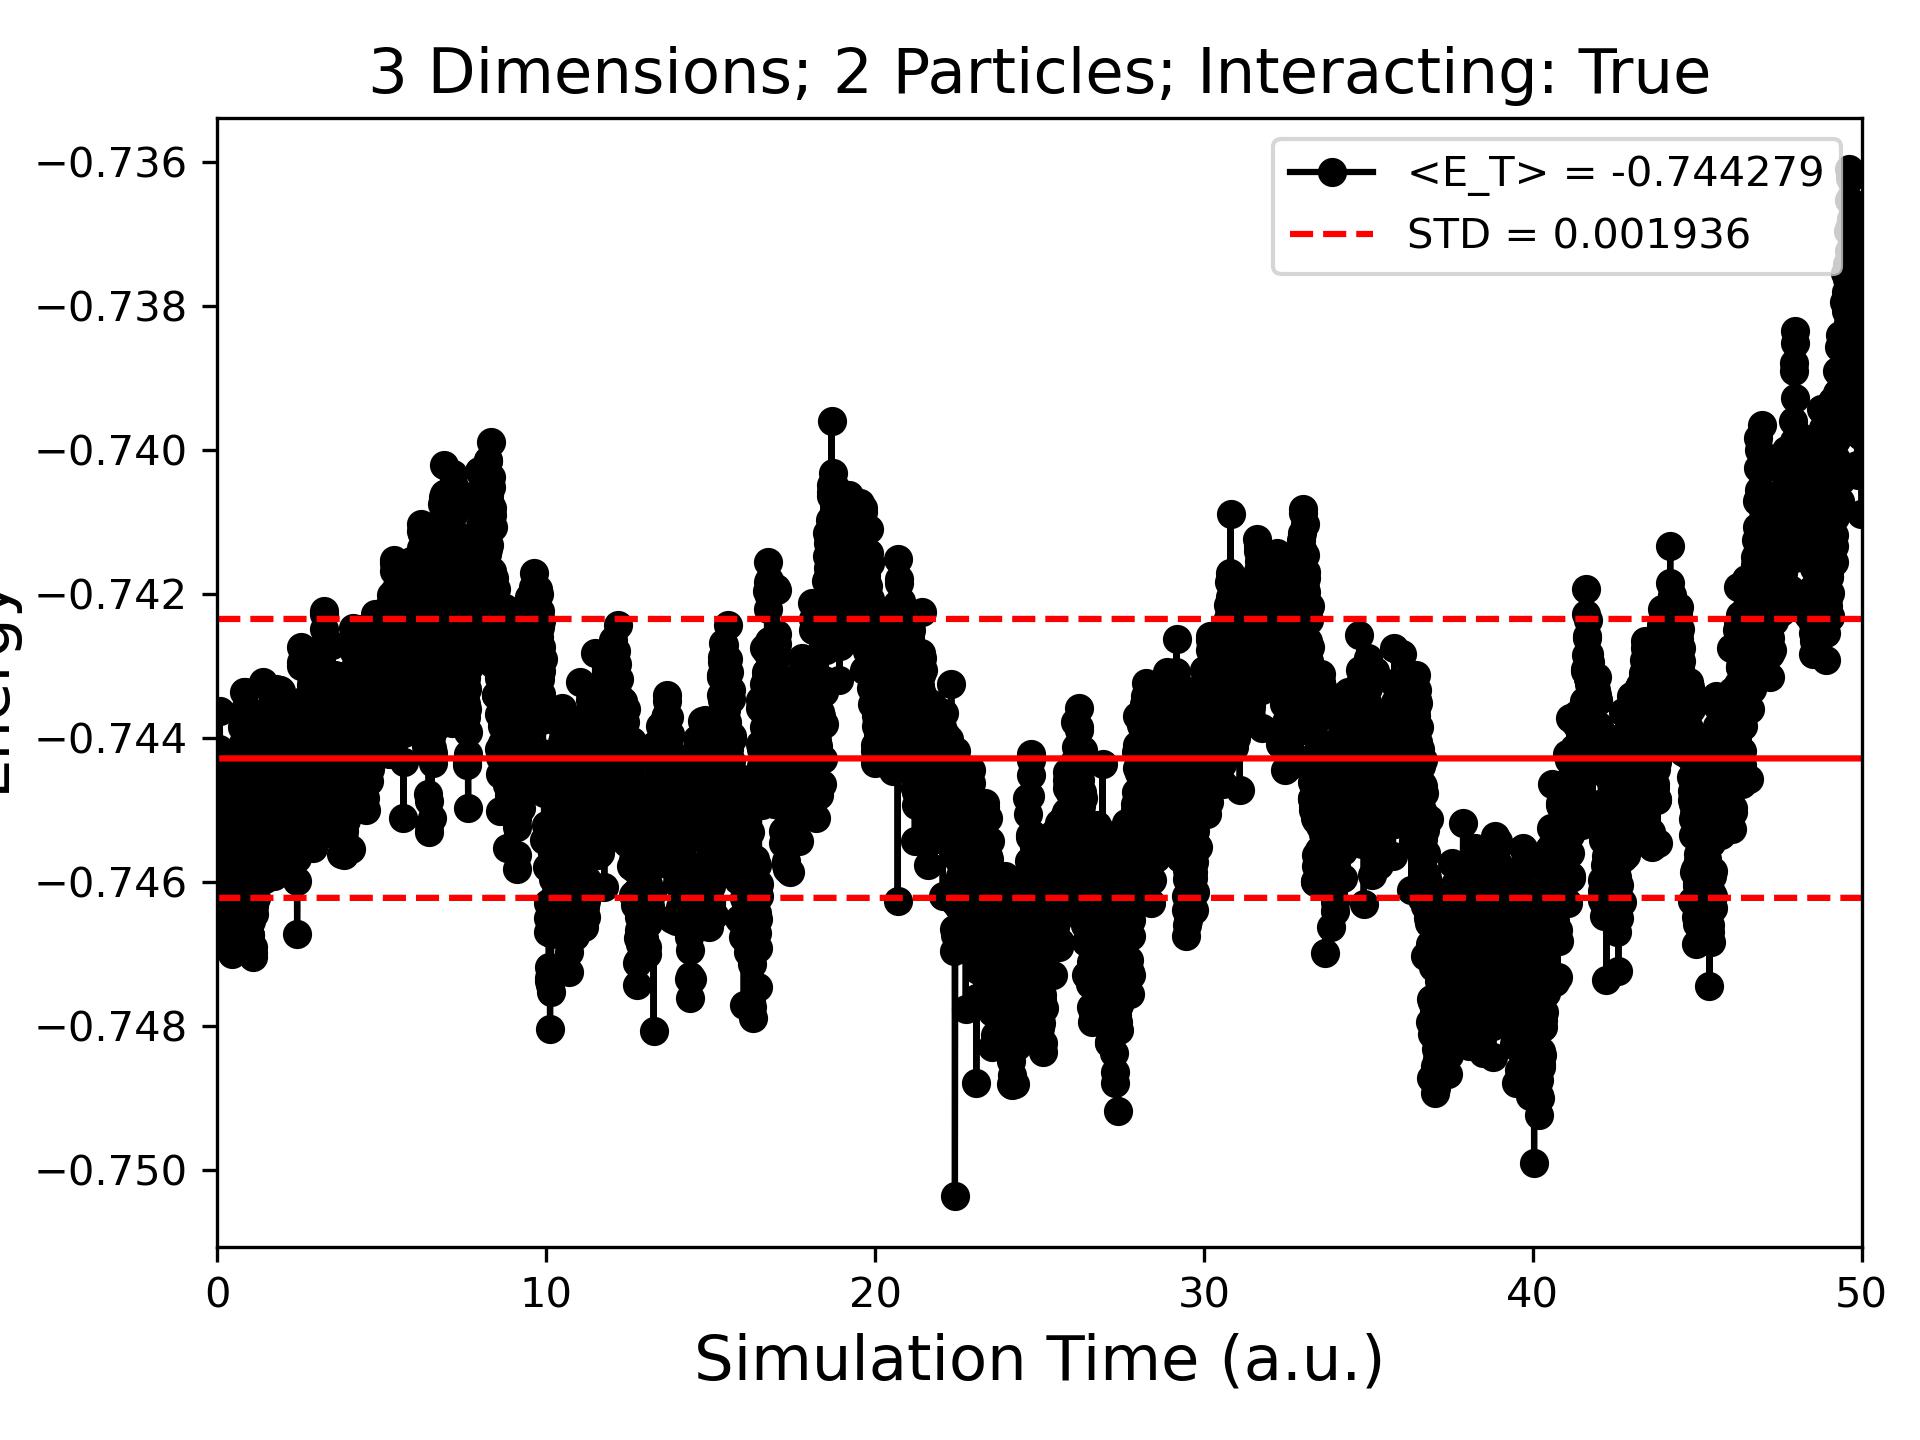 3 Dimensions; 2 Particles; Interacting: True
<E_T> = -0.744279
STD = 0.001936
−0.736
−0.738
−0.740
−0.742
−0.744
−0.746
−0.748
−0.750
Energy
0 10 20 30 40 50
Simulation Time (a.u.)